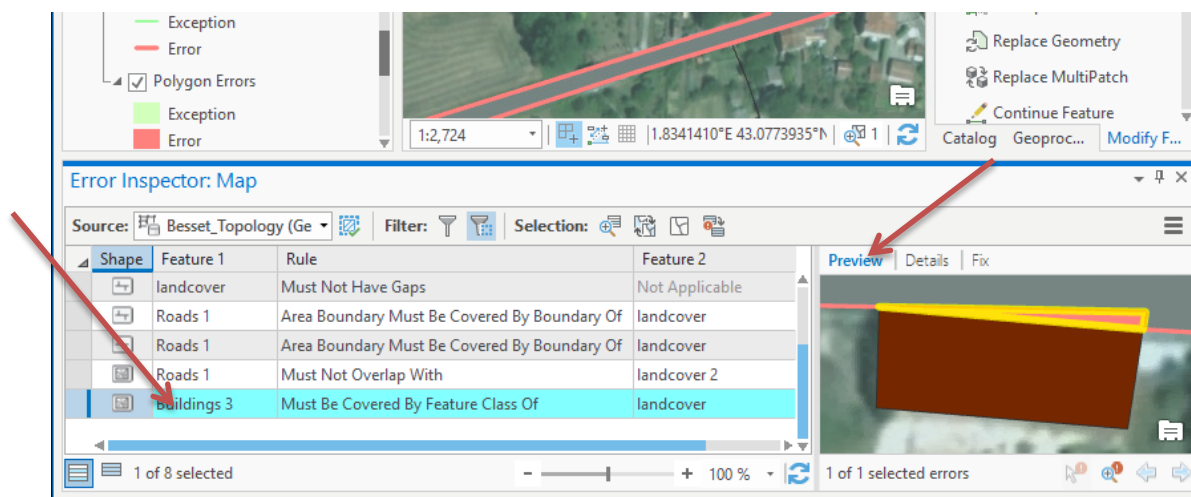 Exception
Error
Polygon Errors
Exception
Error
1:2,724
1.8341410°E 43.0773935°N
1
Replace Geometry
Replace MultiPatch
Continue Feature
Catalog Geoproc... Modify F...
Error Inspector: Map
Source: Besset_Topology (Ge Filter: Selection:
Shape Feature 1 Rule Feature 2
landcover Must Not Have Gaps Not Applicable
Roads 1 Area Boundary Must Be Covered By Boundary Of landcover
Roads 1 Area Boundary Must Be Covered By Boundary Of landcover
Roads 1 Must Not Overlap With landcover 2
Buildings 3 Must Be Covered By Feature Class Of landcover
1 of 8 selected
- + 100 %
Preview Details Fix
1 of 1 selected errors